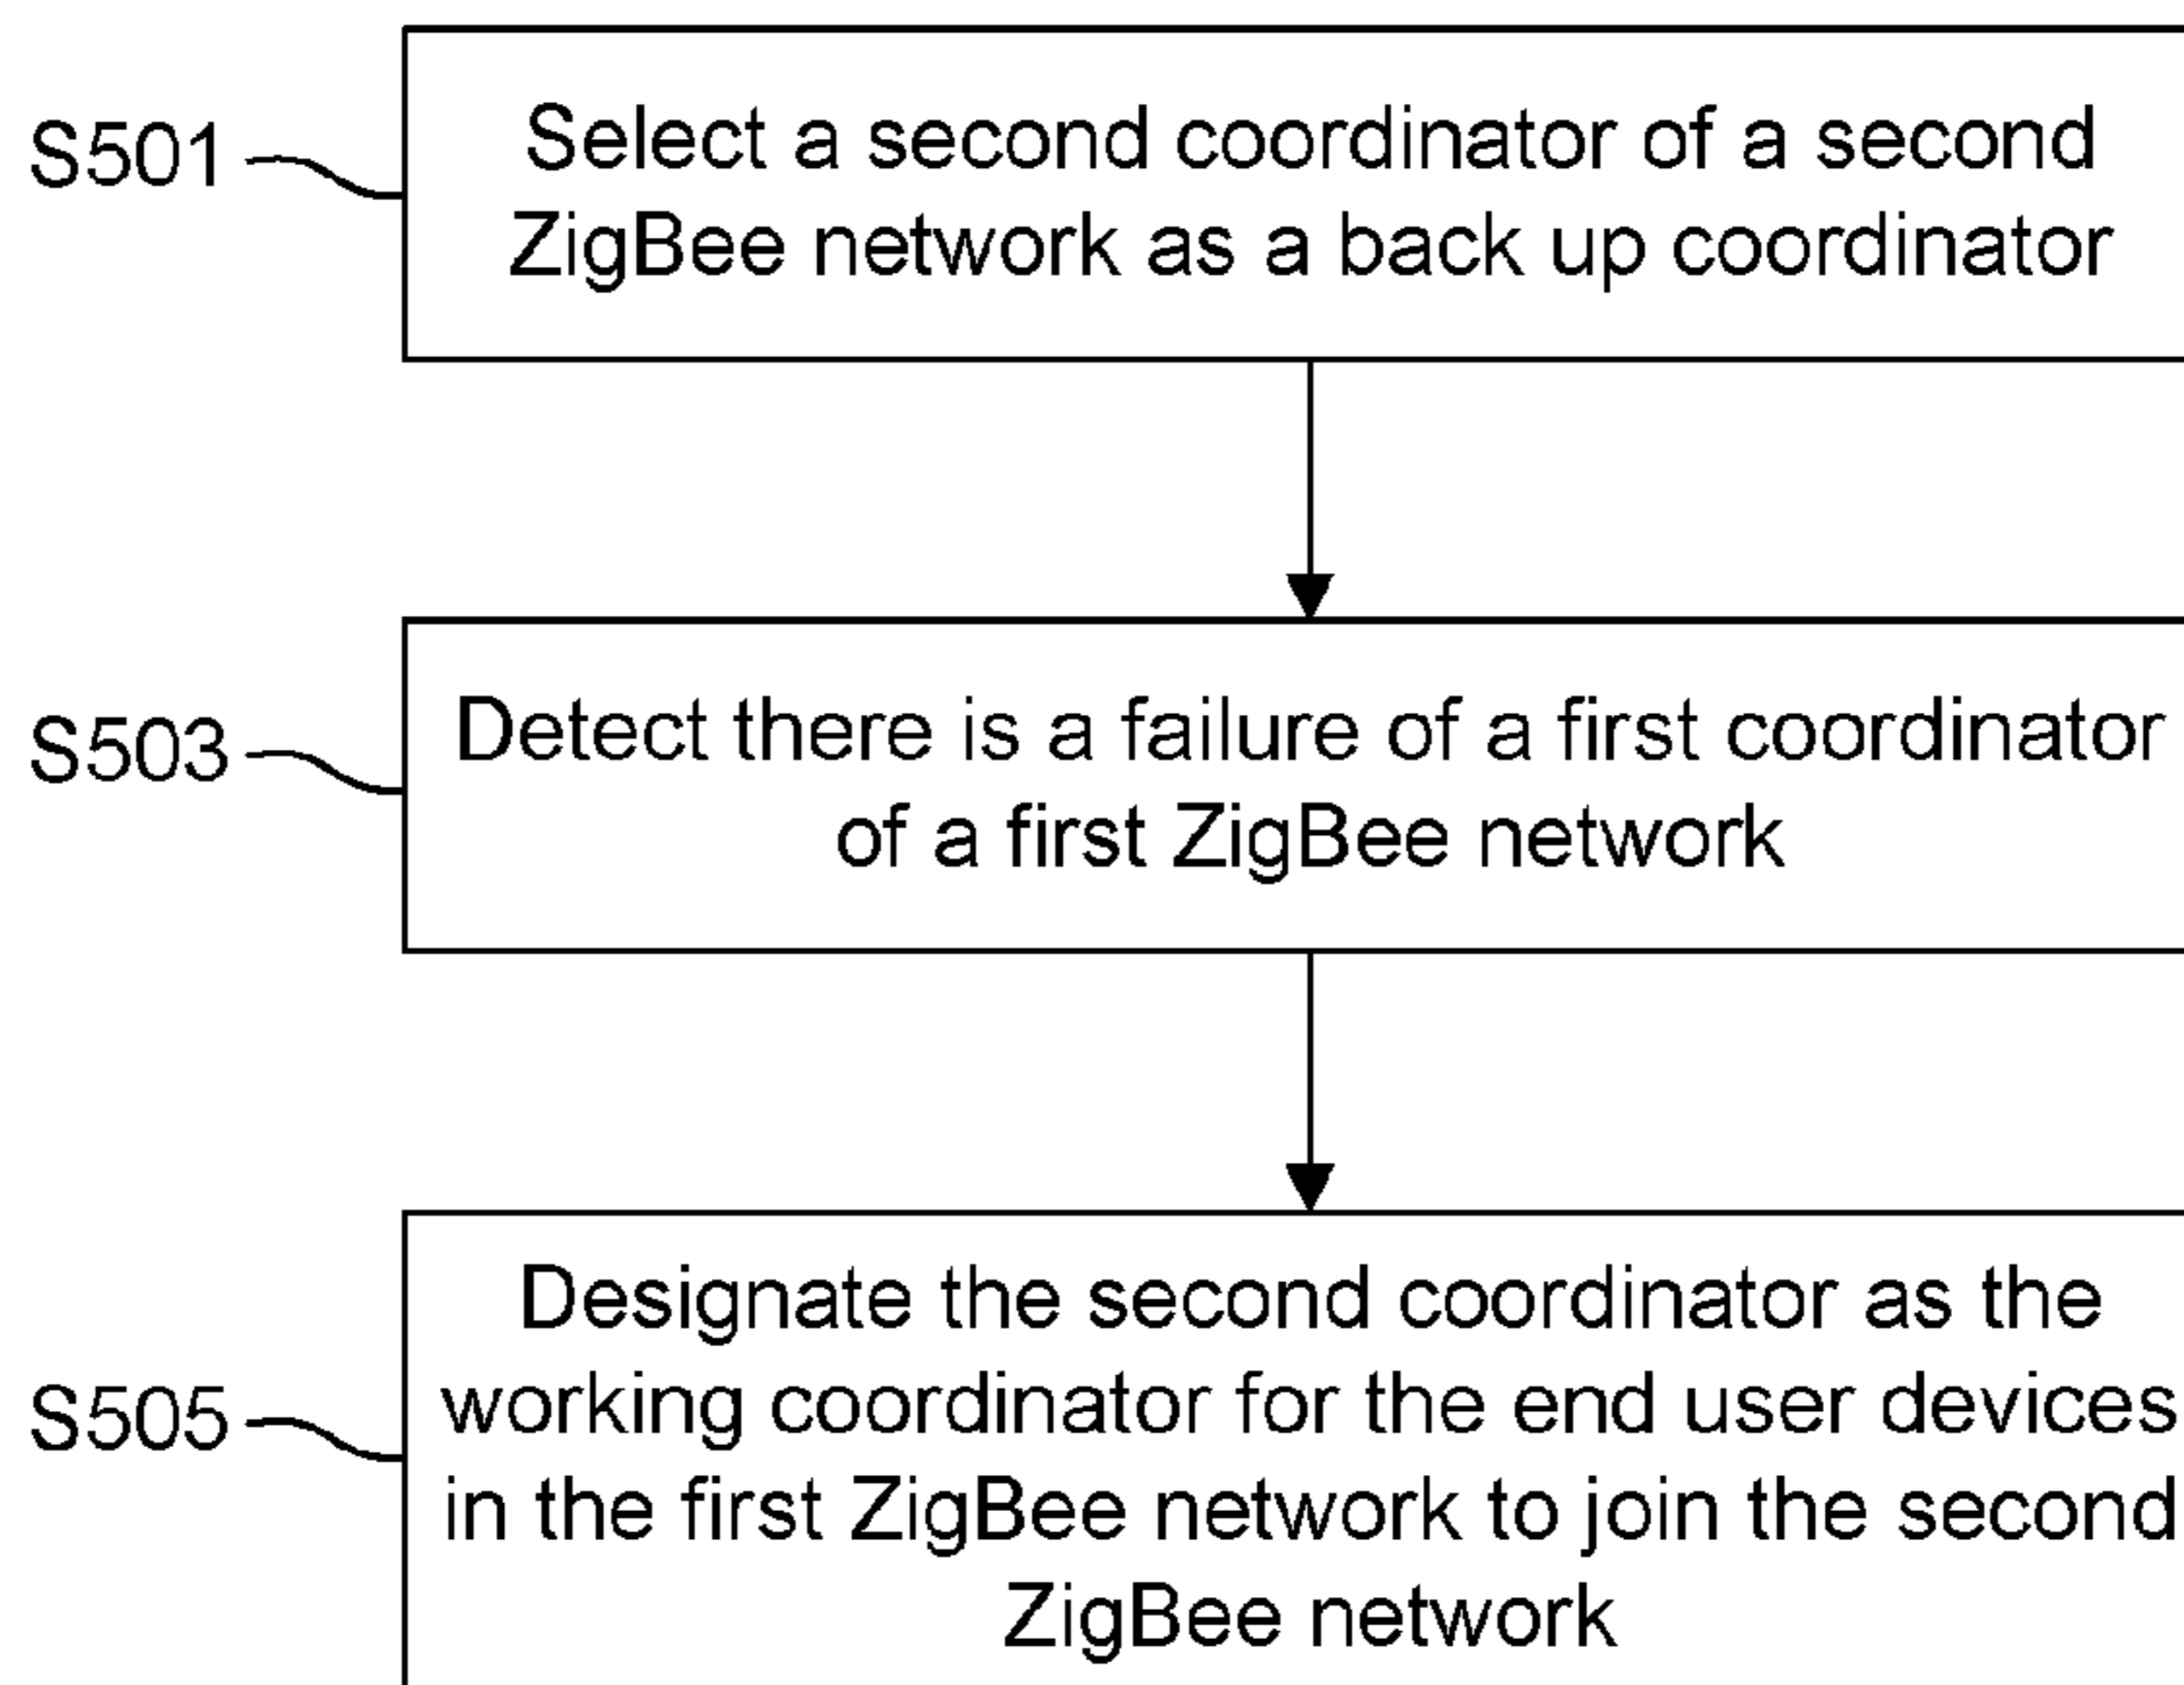 S501
Select a second coordinator of a second
ZigBee network as a back up coordinator
S503
Detect there is a failure of a first coordinator
of a first ZigBee network
S505
Designate the second coordinator as the
working coordinator for the end user devices
in the first ZigBee network to join the second
ZigBee network